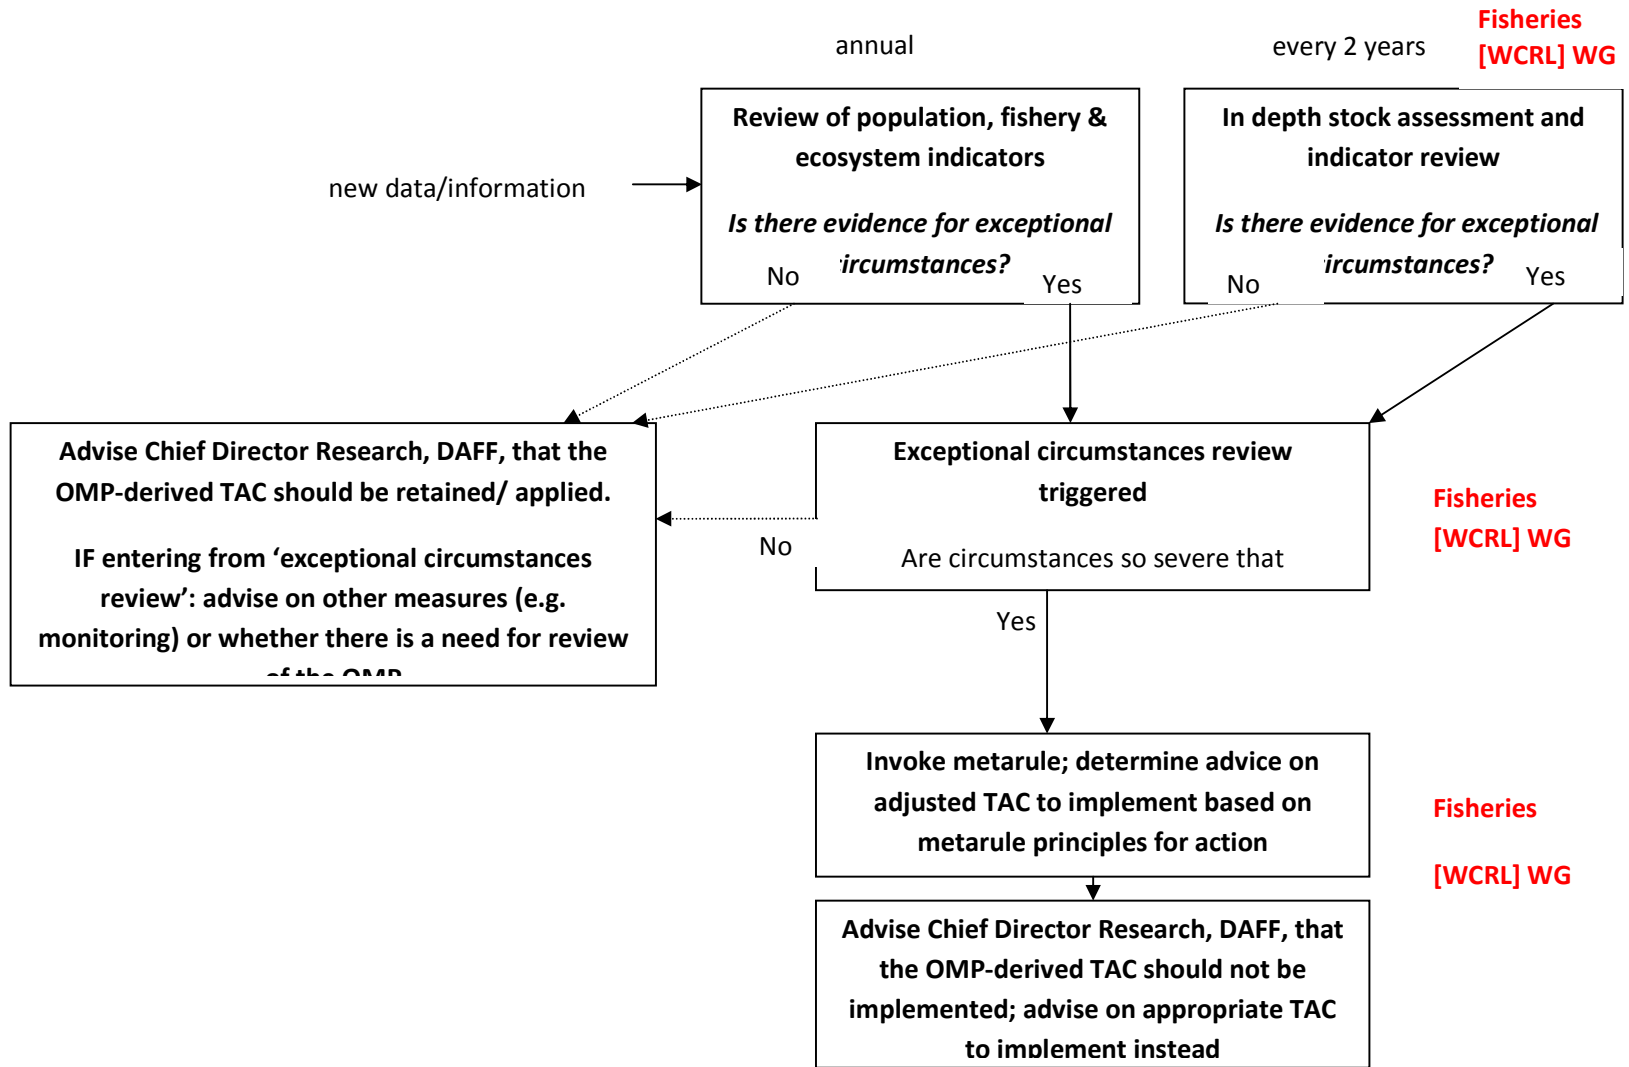 annual
every 2 years
Fisheries
[WCRL] WG
Review of population, fishery &
ecosystem indicators
Is there evidence for exceptional
circumstances?
No
Yes
In depth stock assessment and
indicator review
Is there evidence for exceptional
circumstances?
No
Yes
new data/information
Advise Chief Director Research, DAFF, that the
OMP-derived TAC should be retained/ applied.
IF entering from ‘exceptional circumstances
review’: advise on other measures (e.g.
monitoring) or whether there is a need for review
of the OMP
No
Exceptional circumstances review
triggered
Are circumstances so severe that
Fisheries
[WCRL] WG
Yes
Invoke metarule; determine advice on
adjusted TAC to implement based on
metarule principles for action
Fisheries
[WCRL] WG
Advise Chief Director Research, DAFF, that
the OMP-derived TAC should not be
implemented; advise on appropriate TAC
to implement instead